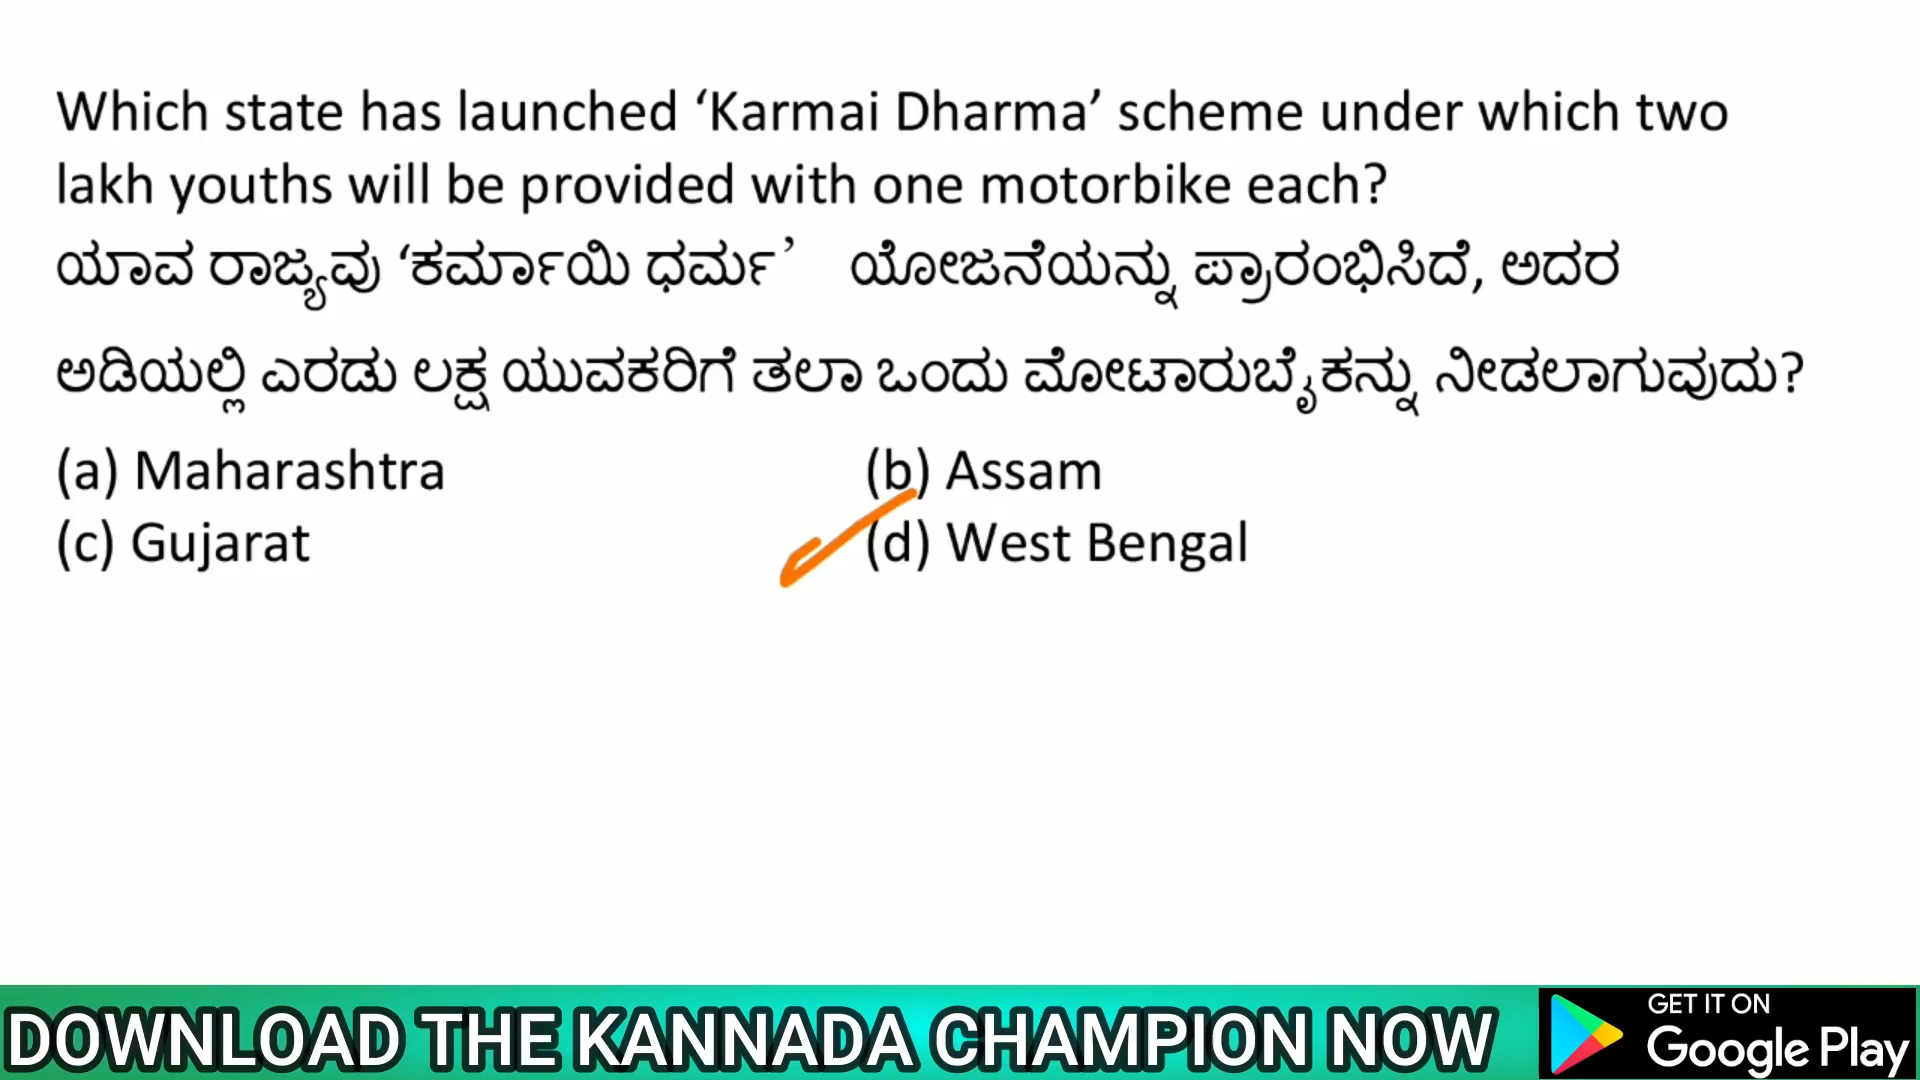 Which state has launched ‘Karmai Dharma’ scheme under which two
lakh youths will be provided with one motorbike each?
ಯಾವ ರಾಜ್ಯವು ‘ಕರ್ಮಾಯಿ ಧರ್ಮ’ ಯೋಜನೆಯನ್ನು ಪ್ರಾರಂಭಿಸಿದೆ, ಅದರ
ಅಡಿಯಲ್ಲಿ ಎರಡು ಲಕ್ಷ ಯುವಕರಿಗೆ ತಲಾ ಒಂದು ಮೋಟಾರುಬೈಕನ್ನು ನೀಡಲಾಗುವುದು?
(a) Maharashtra (b) Assam
(c) Gujarat (d) West Bengal
DOWNLOAD THE KANNADA CHAMPION NOW
GET IT ON
Google Play